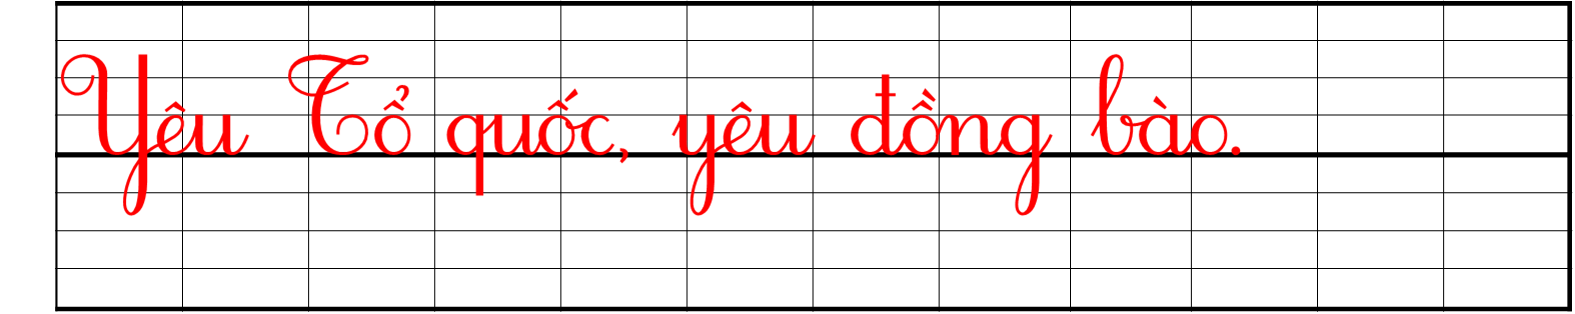 Yêu Tổ quốc, yêu đồng bào.